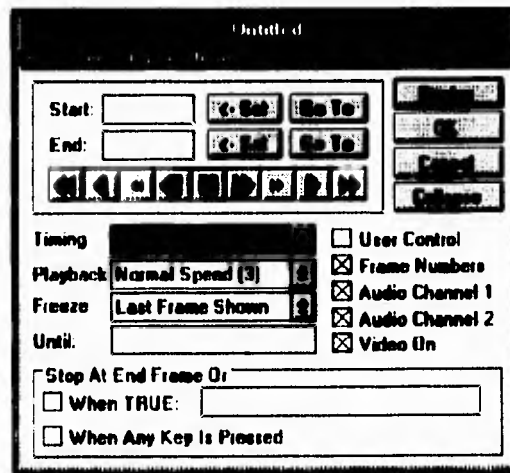 Untitled
Start: Set Go To
End: Set Go To
OK
Cancel
Collapse
Timing
Playback Normal Speed (3)
Freeze Last Frame Shown
Until:
User Control
Frame Numbers
Audio Channel 1
Audio Channel 2
Video On
Stop At End Frame Or
When TRUE:
When Any Key Is Pressed